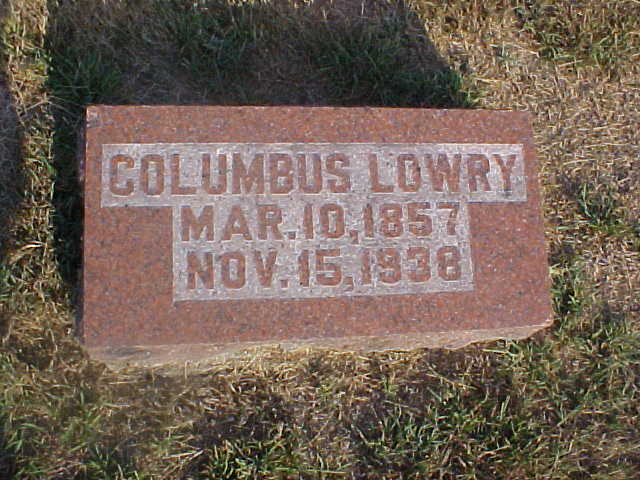 COLUMBUS LOWRY
MAR. 10, 1857
NOV. 15, 1938